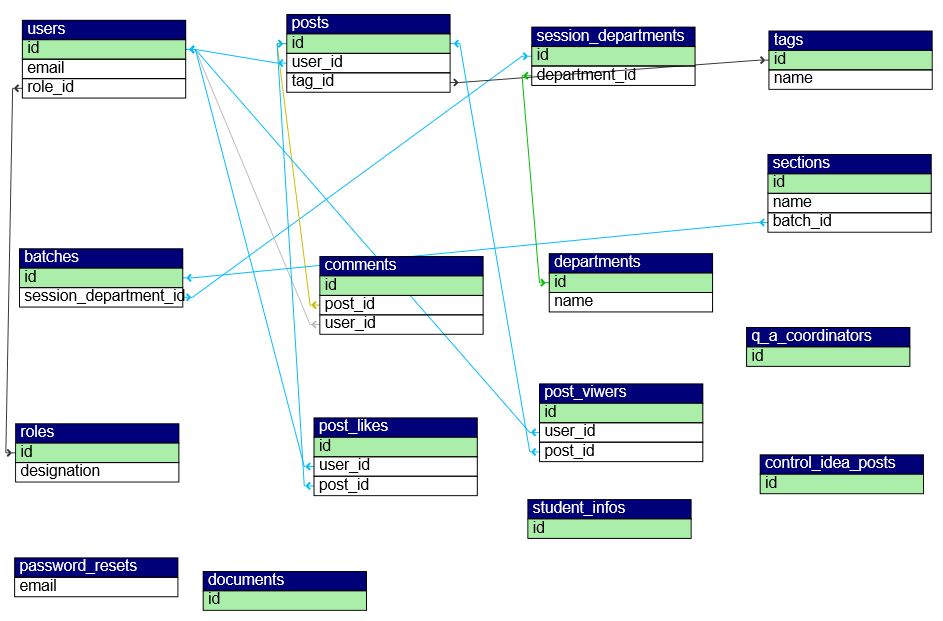 users
id
email
role_id
posts
id
user_id
tag_id
session_departments
id
department_id
tags
id
name
sections
id
name
batch_id
batches
id
session_department_id
comments
id
post_id
user_id
departments
id
name
q_a_coordinators
id
roles
id
designation
post_likes
id
user_id
post_id
post_viwers
id
user_id
post_id
control_idea_posts
id
student_infos
id
password_resets
email
documents
id